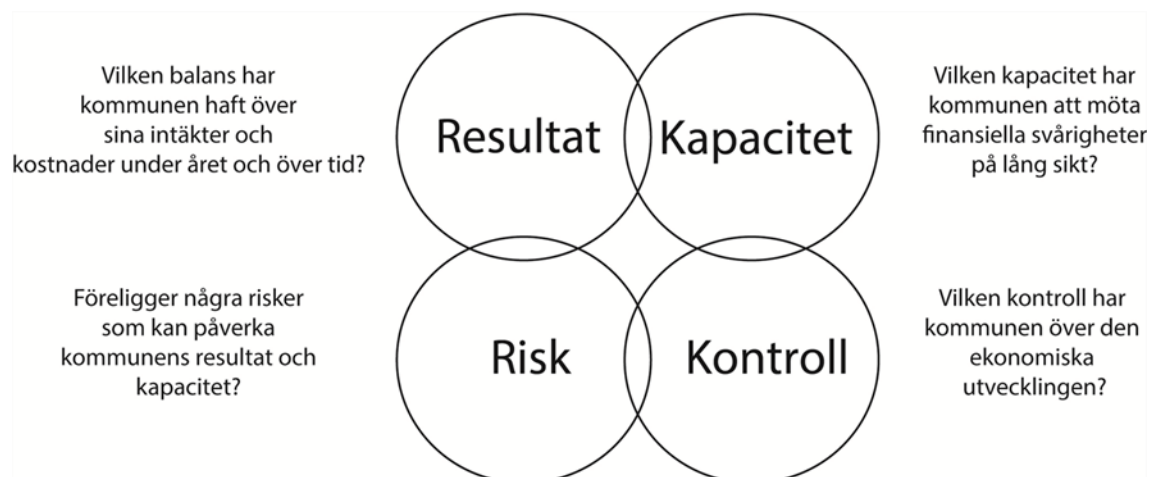 Vilken balans har
kommunen haft över
sina intäkter och
kostnader under året och över tid?
Resultat
Kapacitet
Vilken kapacitet har
kommunen att möta
finansiella svårigheter
på lång sikt?
Föreligger några risker
som kan påverka
kommunens resultat och
kapacitet?
Risk
Kontroll
Vilken kontroll har
kommunen över den
ekonomiska
utvecklingen?